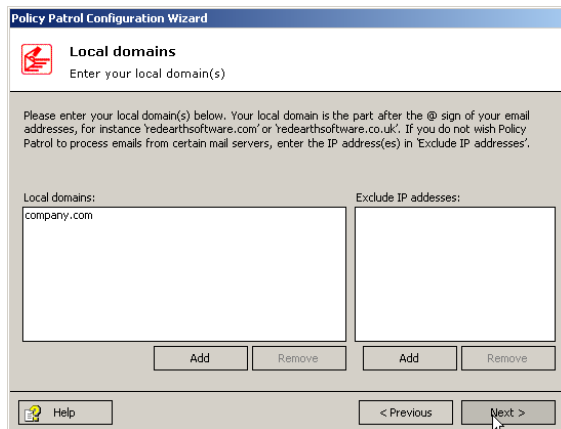 Policy Patrol Configuration Wizard
Local domains
Enter your local domain(s)
Please enter your local domain(s) below. Your local domain is the part after the @ sign of your email
addresses, for instance 'redearthsoftware.com' or 'redearthsoftware.co.uk'. If you do not wish Policy
Patrol to process emails from certain mail servers, enter the IP address(es) in 'Exclude IP addresses'.
Local domains:
Exclude IP addesses:
company.com
Add
Remove
Add
Remove
Help
< Previous
Next >